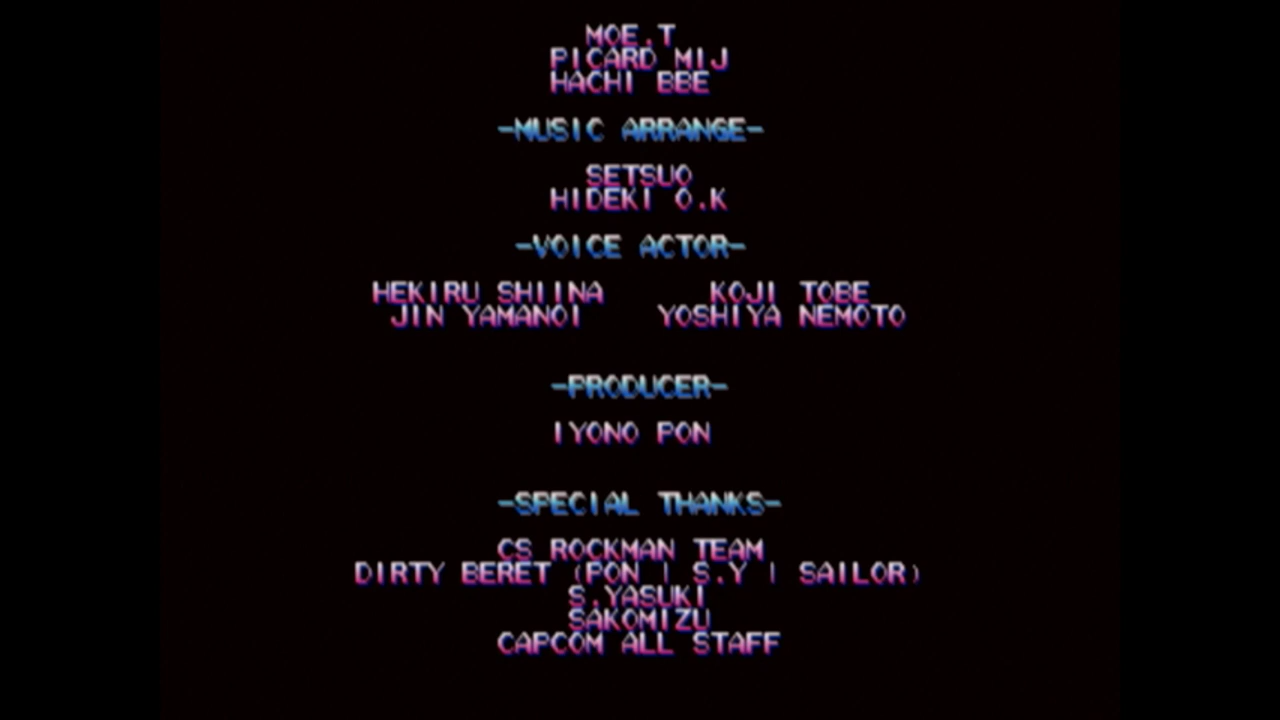 MOE.T
PICARD MIJ
HACHI BBE
-MUSIC ARRANGE-
SETSUO
HIDEKI O.K
-VOICE ACTOR-
HEKIRU SHIINA KOJI TOBE
JIN YAMANOI YOSHIYA NEMOTO
-PRODUCER-
IYONO PON
-SPECIAL THANKS-
CS ROCKMAN TEAM
DIRTY BERET (PON | S.Y | SAILOR)
S.YASUKI
SAKOMIZU
CAPCOM ALL STAFF